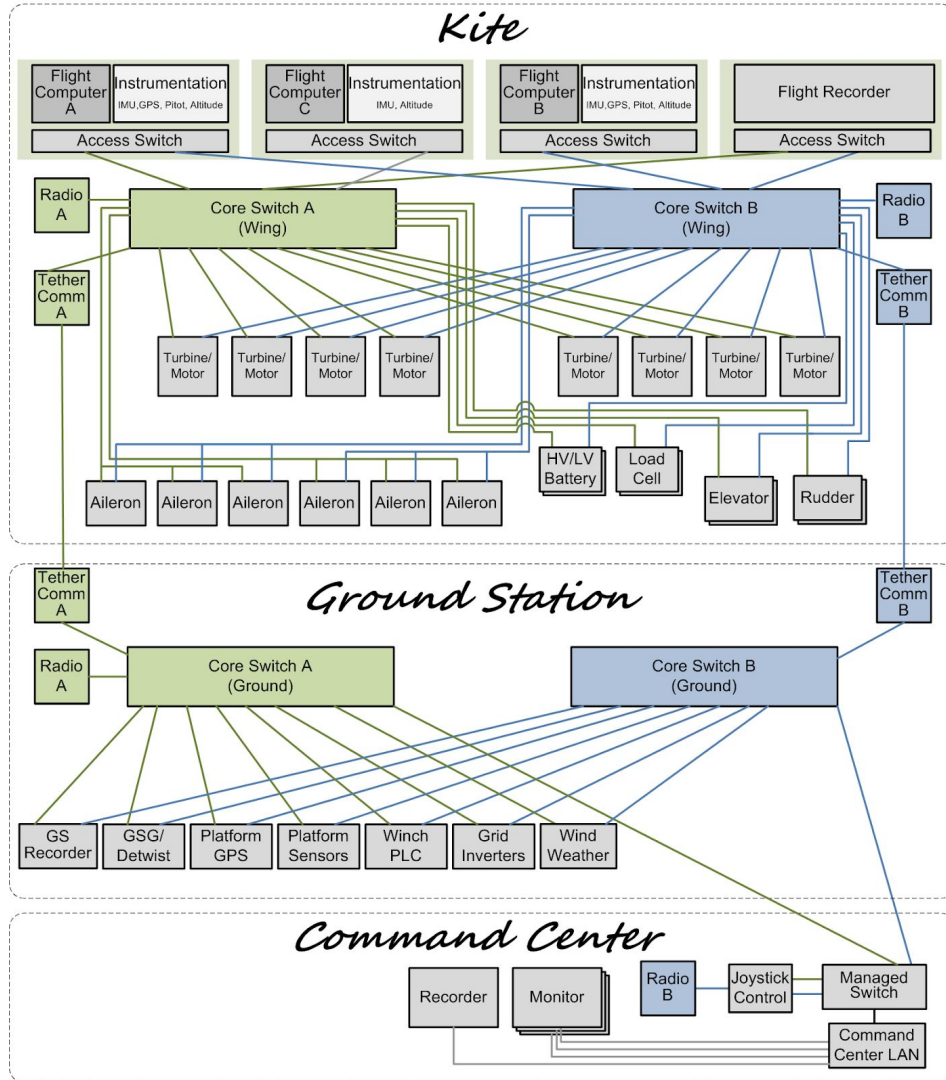 Kite
Flight
Computer
A
Instrumentation
IMU,GPS, Pitot, Altitude
Access Switch
Flight
Computer
C
Instrumentation
IMU, Altitude
Access Switch
Flight
Computer
B
Instrumentation
IMU,GPS, Pitot, Altitude
Access Switch
Flight Recorder
Access Switch
Radio
A
Core Switch A
(Wing)
Core Switch B
(Wing)
Radio
B
Tether
Comm
A
Tether
Comm
B
Turbine/
Motor
Turbine/
Motor
Turbine/
Motor
Turbine/
Motor
Turbine/
Motor
Turbine/
Motor
Turbine/
Motor
Turbine/
Motor
HV/LV
Battery
Load
Cell
Elevator
Rudder
Aileron
Aileron
Aileron
Aileron
Aileron
Aileron
Ground Station
Tether
Comm
A
Tether
Comm
B
Radio
A
Core Switch A
(Ground)
Core Switch B
(Ground)
GS
Recorder
GSG/
Detwist
Platform
GPS
Platform
Sensors
Winch
PLC
Grid
Inverters
Wind
Weather
Command Center
Recorder
Monitor
Radio
B
Joystick
Control
Managed
Switch
Command
Center LAN